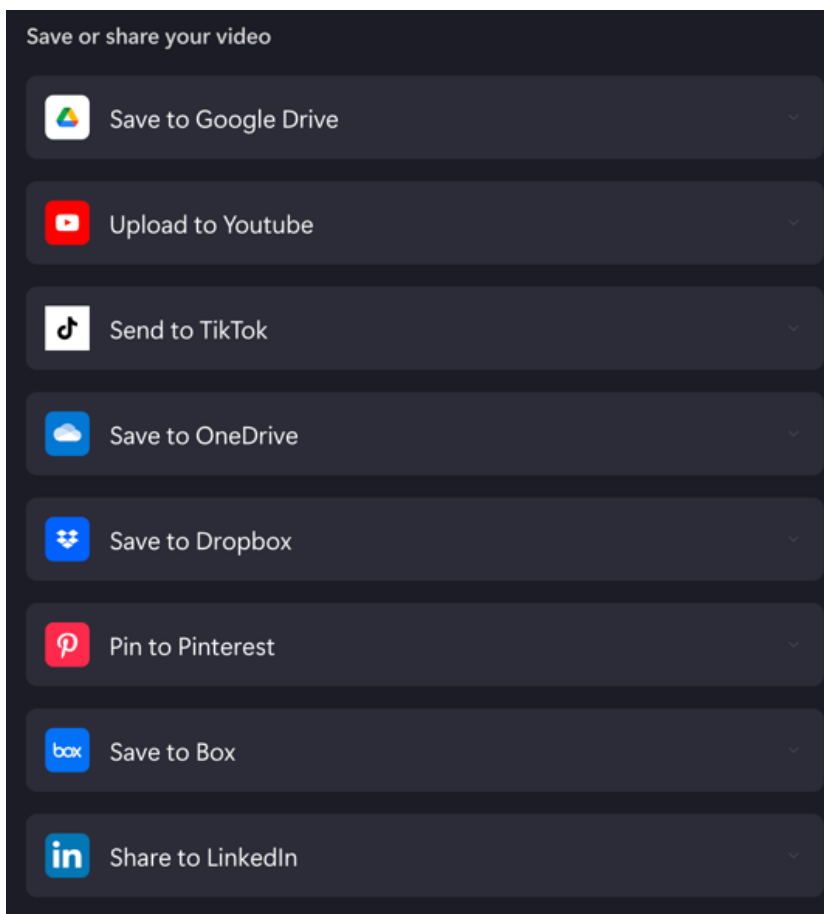 Save or share your video
Save to Google Drive
Upload to Youtube
Send to TikTok
Save to OneDrive
Save to Dropbox
Pin to Pinterest
box Save to Box
in Share to LinkedIn